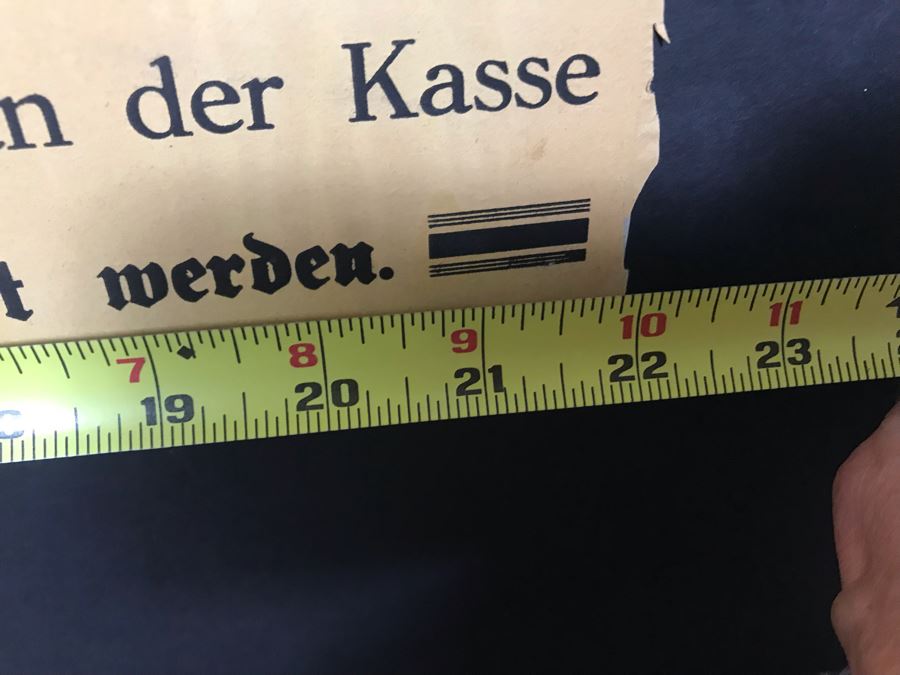 n der Kasse
t werden.
7 8 9 10 11
19 20 21 22 23